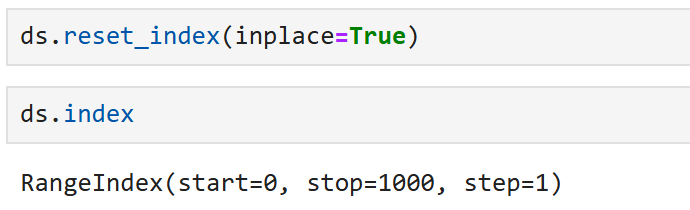 ds.reset_index(inplace=True)
ds.index
RangeIndex(start=0, stop=1000, step=1)